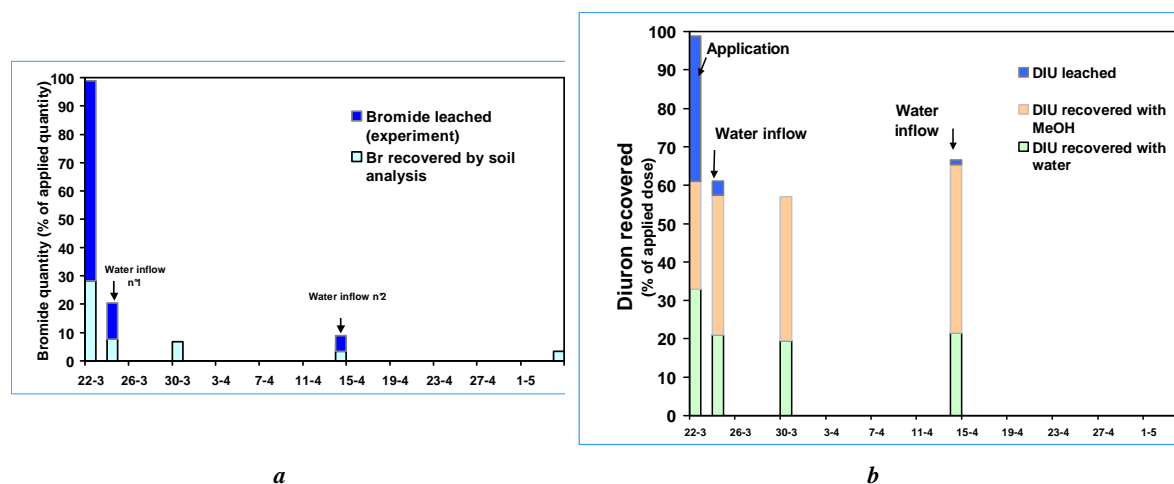 Bromide quantity (% of applied quantity)
100
90
80
70
60
50
40
30
20
10
0
Bromide leached
(experiment)
Br recovered by soil
analysis
Water inflow
n°1
Water inflow n°2
22-3 26-3 30-3 3-4 7-4 11-4 15-4 19-4 23-4 27-4 1-5
a
Diuron recovered
(% of applied dose)
100
90
80
70
60
50
40
30
20
10
0
Application
Water inflow
Water
inflow
DIU leached
DIU recovered with
MeOH
DIU recovered with
water
22-3 26-3 30-3 3-4 7-4 11-4 15-4 19-4 23-4 27-4 1-5
b